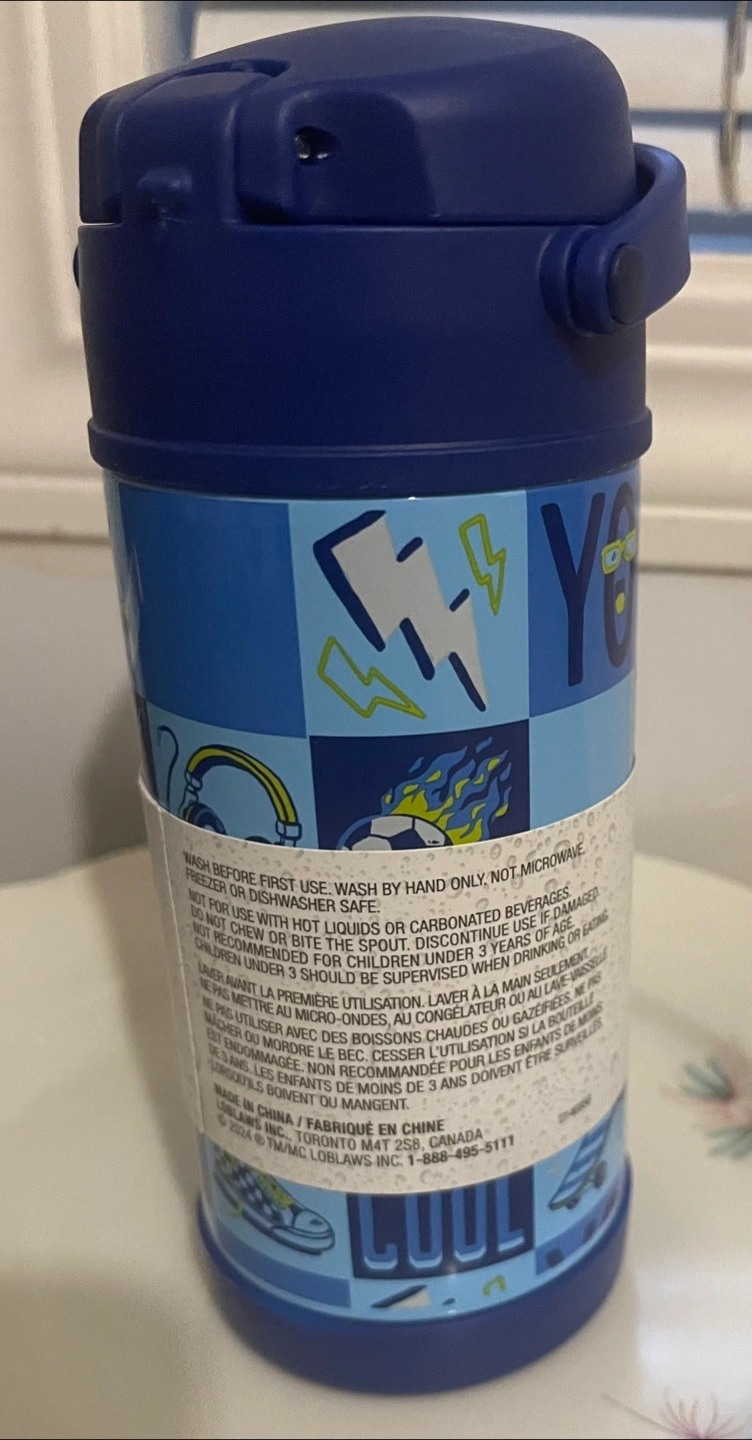 YO
WASH BEFORE FIRST USE. WASH BY HAND ONLY. NOT MICROWAVE,
FREEZER OR DISHWASHER SAFE.
NOT FOR USE WITH HOT LIQUIDS OR CARBONATED BEVERAGES.
DO NOT CHEW OR BITE THE SPOUT. DISCONTINUE USE IF DAMAGED.
NOT RECOMMENDED FOR CHILDREN UNDER 3 YEARS OF AGE.
CHILDREN UNDER 3 SHOULD BE SUPERVISED WHEN DRINKING OR EATING.
LAVER AVANT LA PREMIÈRE UTILISATION. LAVER À LA MAIN SEULEMENT.
NE PAS METTRE AU MICRO-ONDES, AU CONGÉLATEUR OU AU LAVE-VAISSELLE
NE PAS UTILISER AVEC DES BOISSONS CHAUDES OU GAZÉIFIÉES. NE PAS
MÂCHER OU MORDRE LE BEC. CESSER L'UTILISATION SI LA BOUTEILLE
EST ENDOMMAGÉE. NON RECOMMANDÉE POUR LES ENFANTS DE MOINS
DE 3 ANS. LES ENFANTS DE MOINS DE 3 ANS DOIVENT ÊTRE SURVEILLÉS
LORSQU'ILS BOIVENT OU MANGENT.
MADE IN CHINA / FABRIQUÉ EN CHINE
LOBLAWS INC., TORONTO M4T 2S8, CANADA
© 2024 ® TM/MC LOBLAWS INC. 1-888-495-5111
COOL